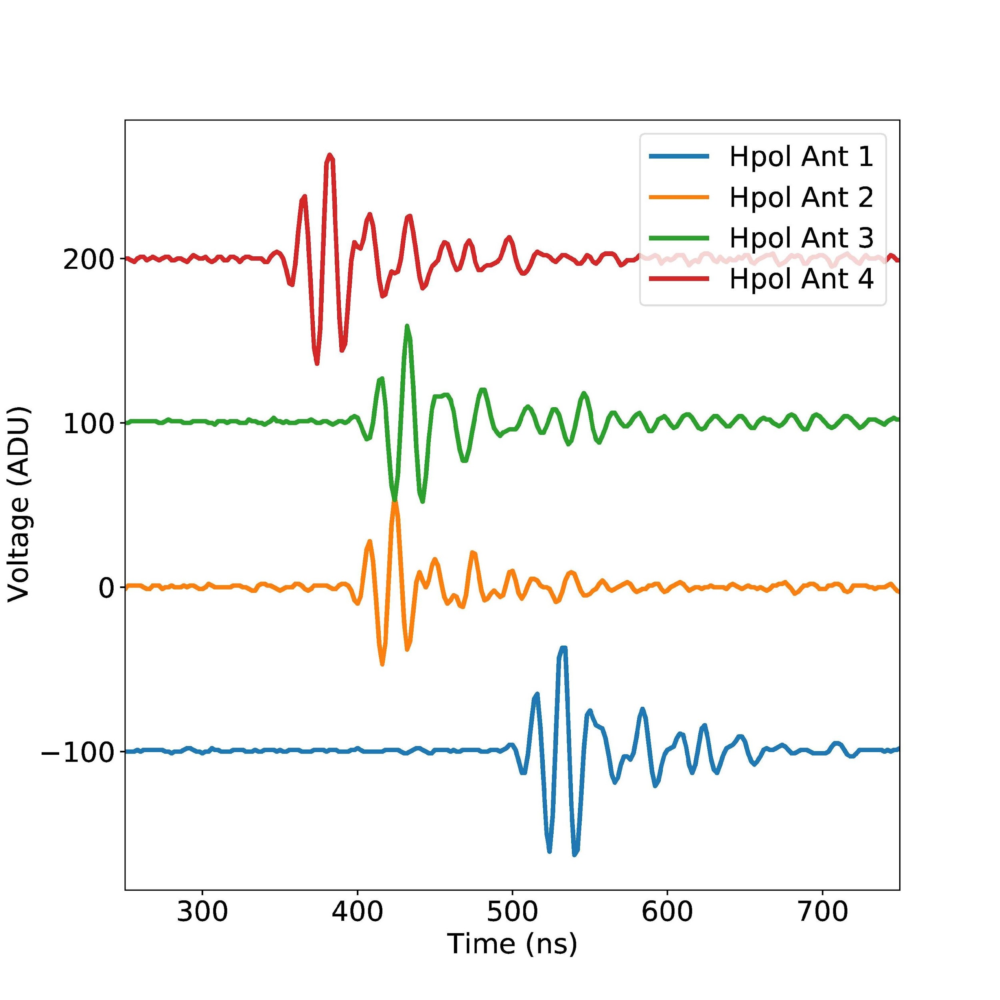 Hpol Ant 1
Hpol Ant 2
Hpol Ant 3
Hpol Ant 4
200
100
0
−100
Voltage (ADU)
300 400 500 600 700
Time (ns)